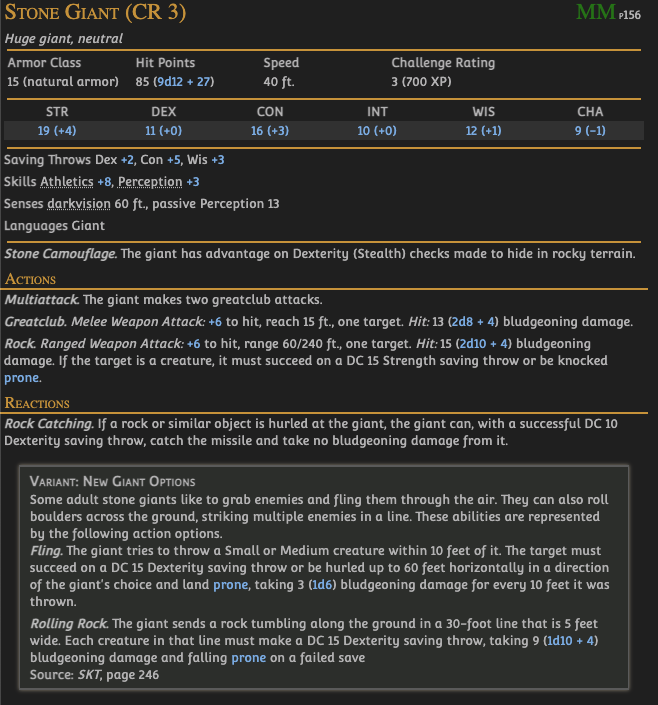 STONE GIANT (CR 3) MM P156
Huge giant, neutral
Armor Class Hit Points Speed Challenge Rating
15 (natural armor) 85 (9d12 + 27) 40 ft. 3 (700 XP)
STR DEX CON INT WIS CHA
19 (+4) 11 (+0) 16 (+3) 10 (+0) 12 (+1) 9 (−1)
Saving Throws Dex +2, Con +5, Wis +3
Skills Athletics +8, Perception +3
Senses darkvision 60 ft., passive Perception 13
Languages Giant
Stone Camouflage. The giant has advantage on Dexterity (Stealth) checks made to hide in rocky terrain.
ACTIONS
Multiattack. The giant makes two greatclub attacks.
Greatclub. Melee Weapon Attack: +6 to hit, reach 15 ft., one target. Hit: 13 (2d8 + 4) bludgeoning damage.
Rock. Ranged Weapon Attack: +6 to hit, range 60/240 ft., one target. Hit: 15 (2d10 + 4) bludgeoning
damage. If the target is a creature, it must succeed on a DC 15 Strength saving throw or be knocked
prone.
REACTIONS
Rock Catching. If a rock or similar object is hurled at the giant, the giant can, with a successful DC 10
Dexterity saving throw, catch the missile and take no bludgeoning damage from it.
VARIANT: NEW GIANT OPTIONS
Some adult stone giants like to grab enemies and fling them through the air. They can also roll
boulders across the ground, striking multiple enemies in a line. These abilities are represented
by the following action options.
Fling. The giant tries to throw a Small or Medium creature within 10 feet of it. The target must
succeed on a DC 15 Dexterity saving throw or be hurled up to 60 feet horizontally in a direction
of the giant's choice and land prone, taking 3 (1d6) bludgeoning damage for every 10 feet it was
thrown.
Rolling Rock. The giant sends a rock tumbling along the ground in a 30-foot line that is 5 feet
wide. Each creature in that line must make a DC 15 Dexterity saving throw, taking 9 (1d10 + 4)
bludgeoning damage and falling prone on a failed save
Source: SKT, page 246